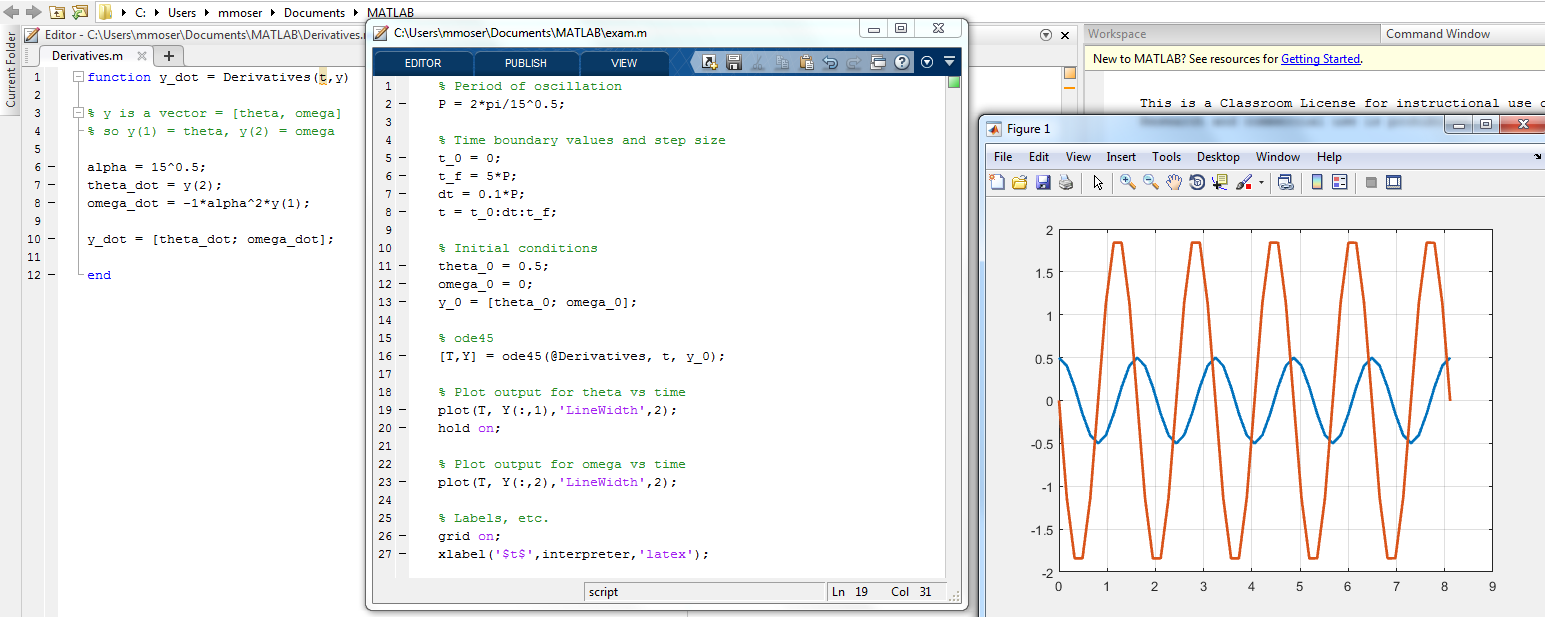 C: Users mmoser Documents MATLAB
Current Folder
Editor - C:\Users\mmoser\Documents\MATLAB\Derivatives.
Derivatives.m
1 function y_dot = Derivatives(t,y)
2
3 % y is a vector = [theta, omega]
4 % so y(1) = theta, y(2) = omega
5
6 alpha = 15^0.5;
7 theta_dot = y(2);
8 omega_dot = -1*alpha^2*y(1);
9
10 y_dot = [theta_dot; omega_dot];
11
12 end
C:\Users\mmoser\Documents\MATLAB\exam.m
EDITOR PUBLISH VIEW
1 % Period of oscillation
2 P = 2*pi/15^0.5;
3
4 % Time boundary values and step size
5 t_0 = 0;
6 t_f = 5*P;
7 dt = 0.1*P;
8 t = t_0:dt:t_f;
9
10 % Initial conditions
11 theta_0 = 0.5;
12 omega_0 = 0;
13 y_0 = [theta_0; omega_0];
14
15 % ode45
16 [T,Y] = ode45(@Derivatives, t, y_0);
17
18 % Plot output for theta vs time
19 plot(T, Y(:,1),'LineWidth',2);
20 hold on;
21
22 % Plot output for omega vs time
23 plot(T, Y(:,2),'LineWidth',2);
24
25 % Labels, etc.
26 grid on;
27 xlabel('$t$',interpreter,'latex');
script Ln 19 Col 31
Workspace Command Window
New to MATLAB? See resources for Getting Started.
This is a Classroom License for instructional use
Figure 1
File Edit View Insert Tools Desktop Window Help
2
1.5
1
0.5
0
-0.5
-1
-1.5
-2
0 1 2 3 4 5 6 7 8 9